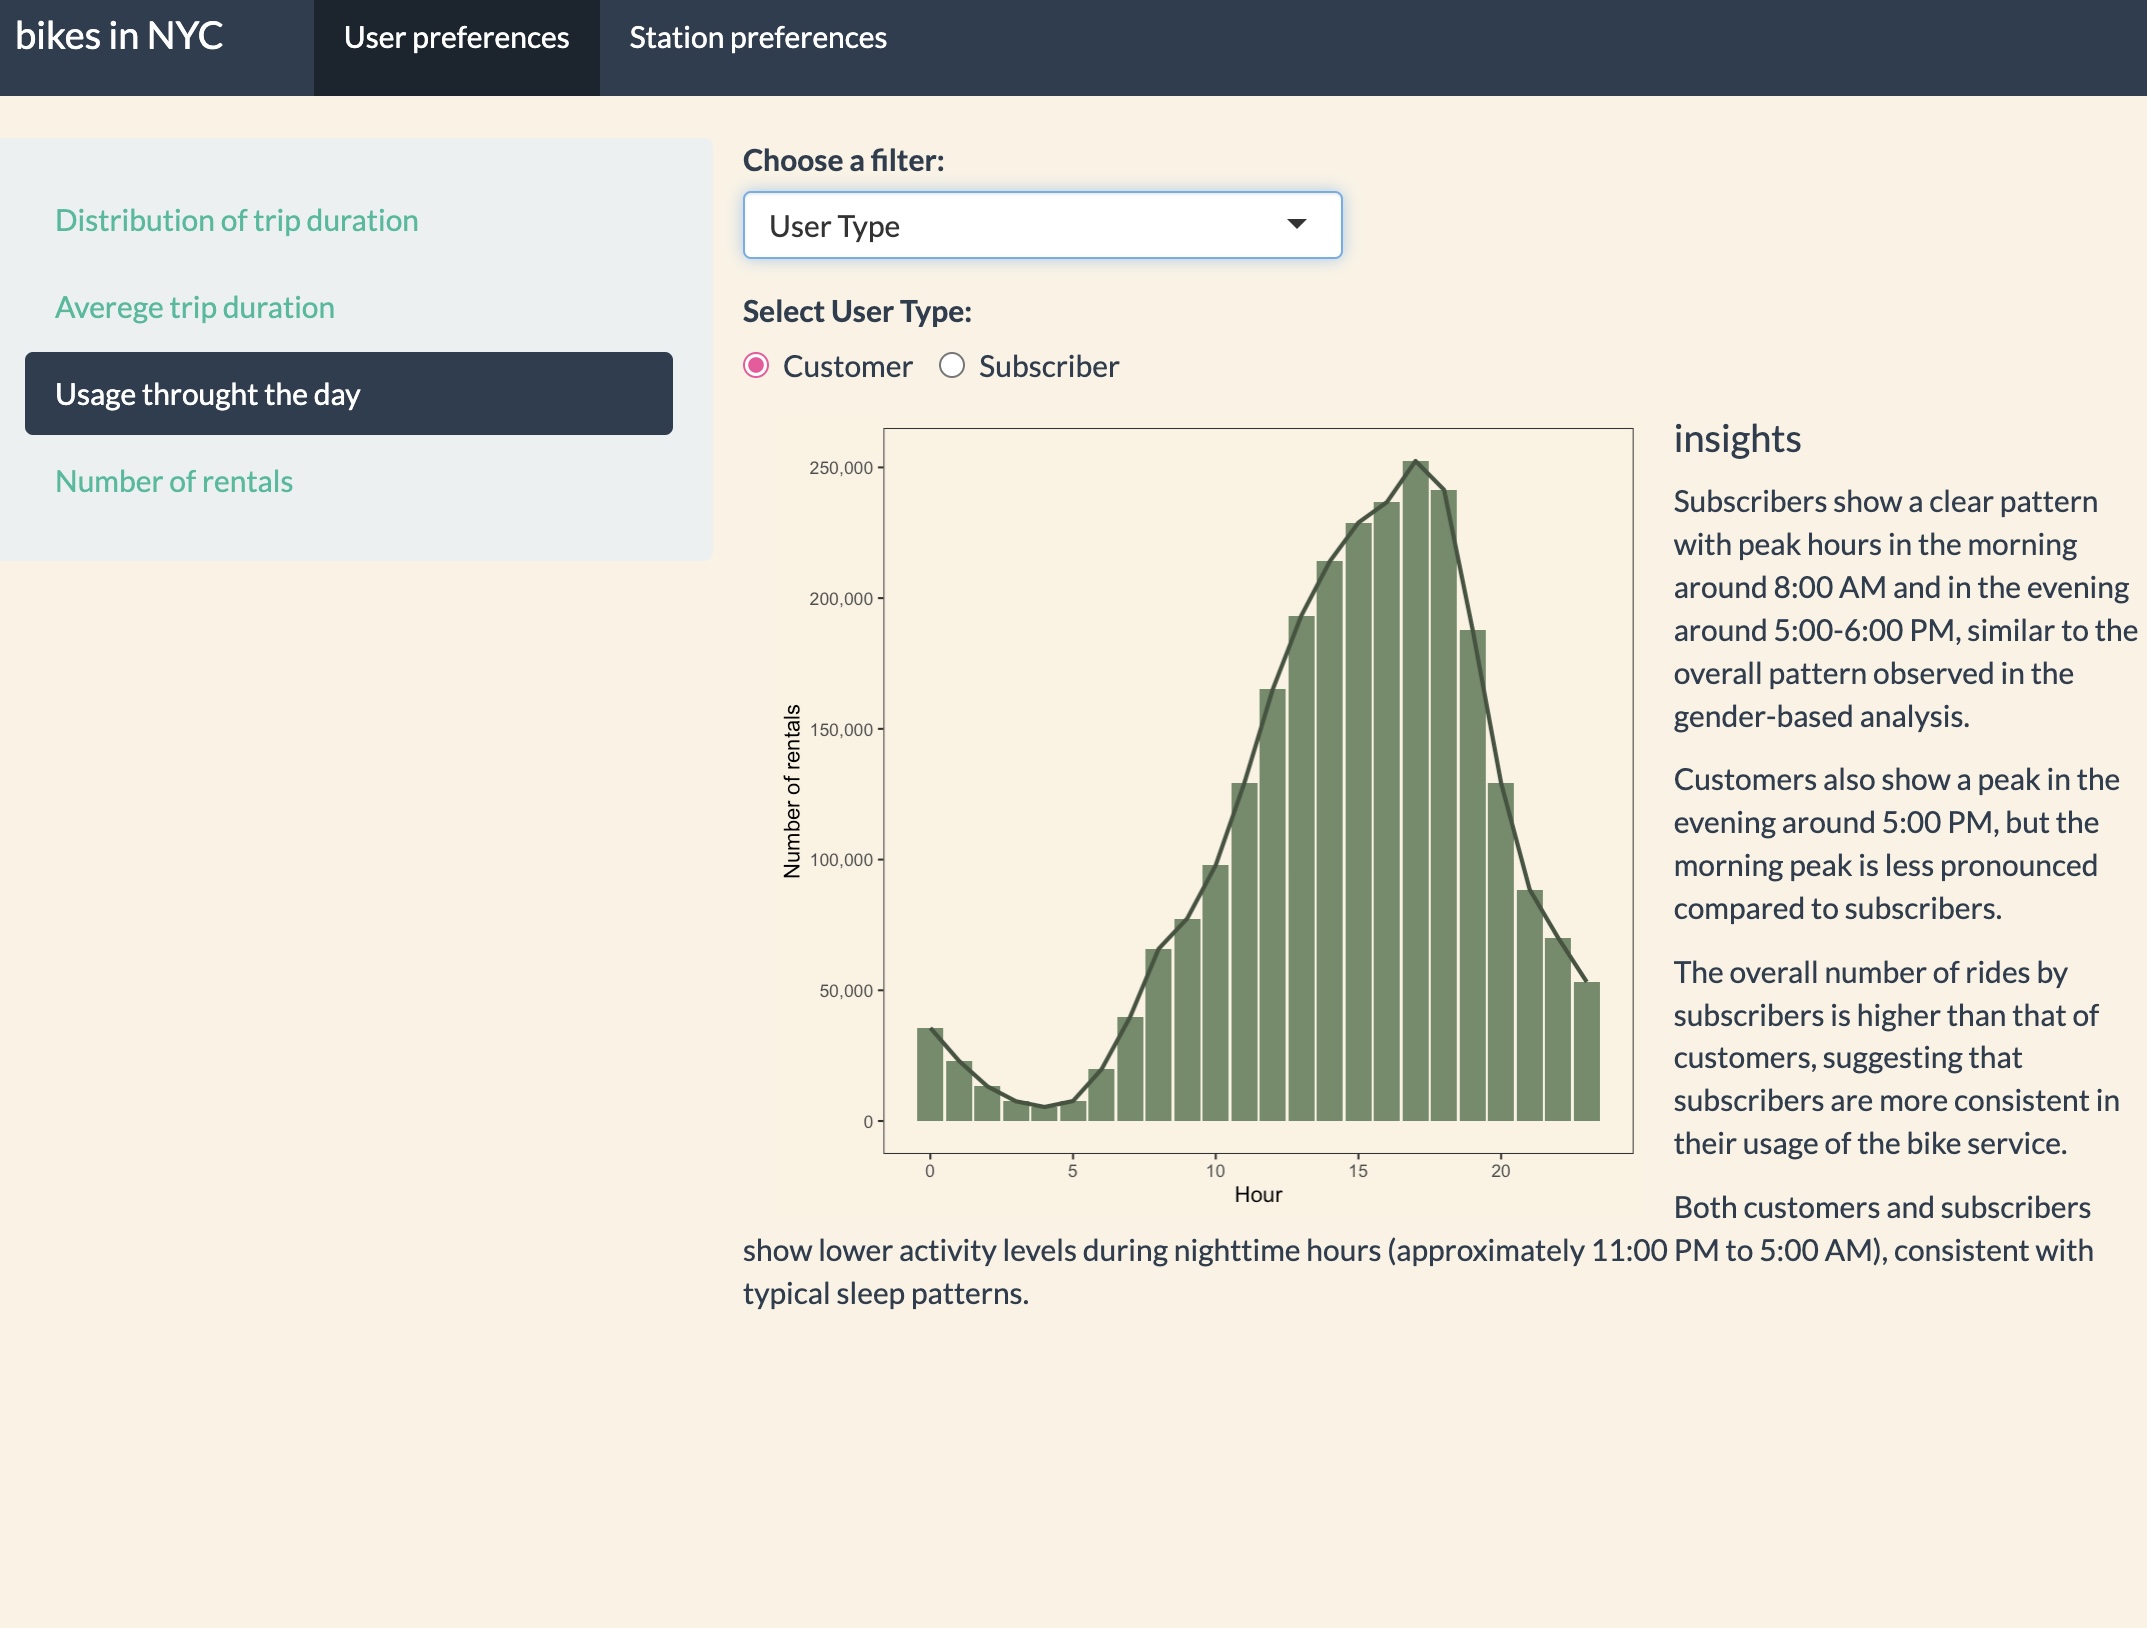 bikes in NYC
User preferences
Station preferences
Distribution of trip duration
Averege trip duration
Usage throught the day
Number of rentals
Choose a filter:
User Type
Select User Type:
Customer
Subscriber
250,000
200,000
150,000
100,000
50,000
0
Number of rentals
0
5
10
15
20
Hour
insights
Subscribers show a clear pattern
with peak hours in the morning
around 8:00 AM and in the evening
around 5:00-6:00 PM, similar to the
overall pattern observed in the
gender-based analysis.
Customers also show a peak in the
evening around 5:00 PM, but the
morning peak is less pronounced
compared to subscribers.
The overall number of rides by
subscribers is higher than that of
customers, suggesting that
subscribers are more consistent in
their usage of the bike service.
Both customers and subscribers
show lower activity levels during nighttime hours (approximately 11:00 PM to 5:00 AM), consistent with
typical sleep patterns.